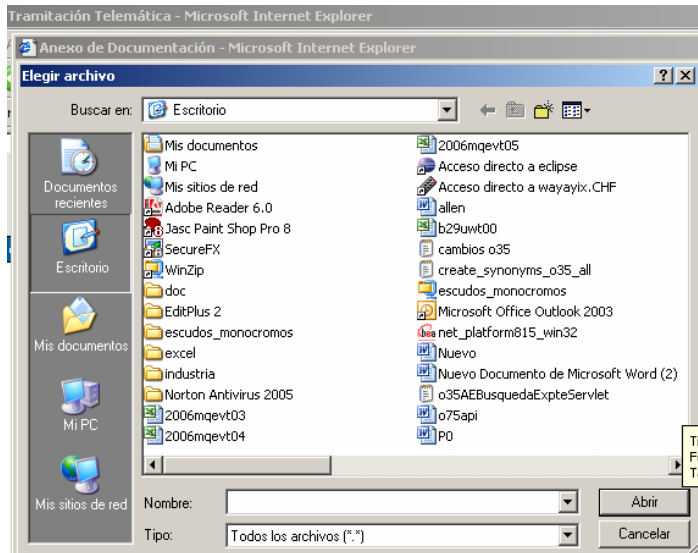 Tramitación Telemática - Microsoft Internet Explorer
Anexo de Documentación - Microsoft Internet Explorer
Elegir archivo
Buscar en:
Escritorio
Documentos recientes
Escritorio
Mis documentos
Mi PC
Mis sitios de red
Mis documentos
Mi PC
Mis sitios de red
Adobe Reader 6.0
Jasc Paint Shop Pro 8
SecureFX
WinZip
doc
EditPlus 2
escudos_monocromos
excel
industria
Norton Antivirus 2005
2006mqevt03
2006mqevt04
2006mqevt05
Acceso directo a eclipse
Acceso directo a wayayix.CHF
allen
b29uwt00
cambios o35
create_synonyms_o35_all
escudos_monocromos
Microsoft Office Outlook 2003
net_platform815_win32
Nuevo
Nuevo Documento de Microsoft Word (2)
o35AEBusquedaExpteServlet
o75api
P0
Nombre:
Abrir
Tipo:
Todos los archivos (*.*)
Cancelar